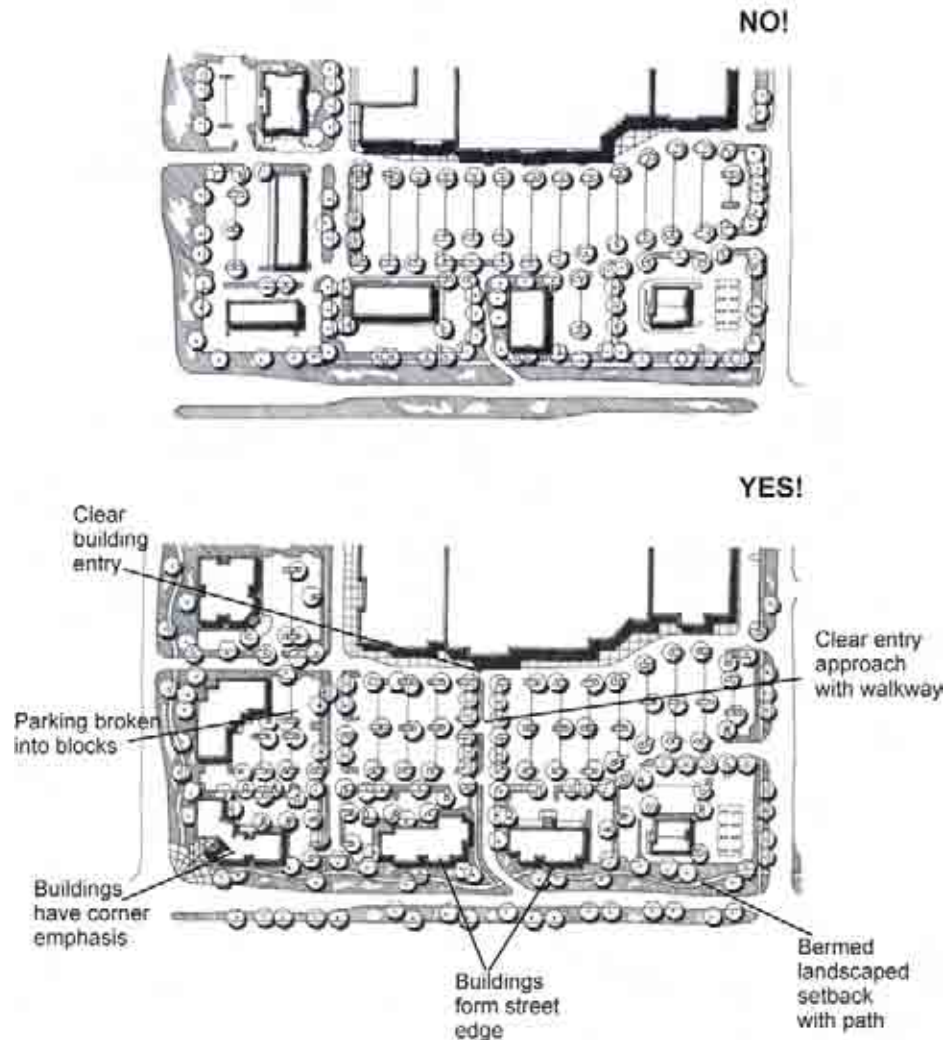 NO!
YES!
Clear
building
entry
Clear entry
approach
with walkway
Parking broken
into blocks
Buildings
have corner
emphasis
Buildings
form street
edge
Bermed
landscaped
setback
with path